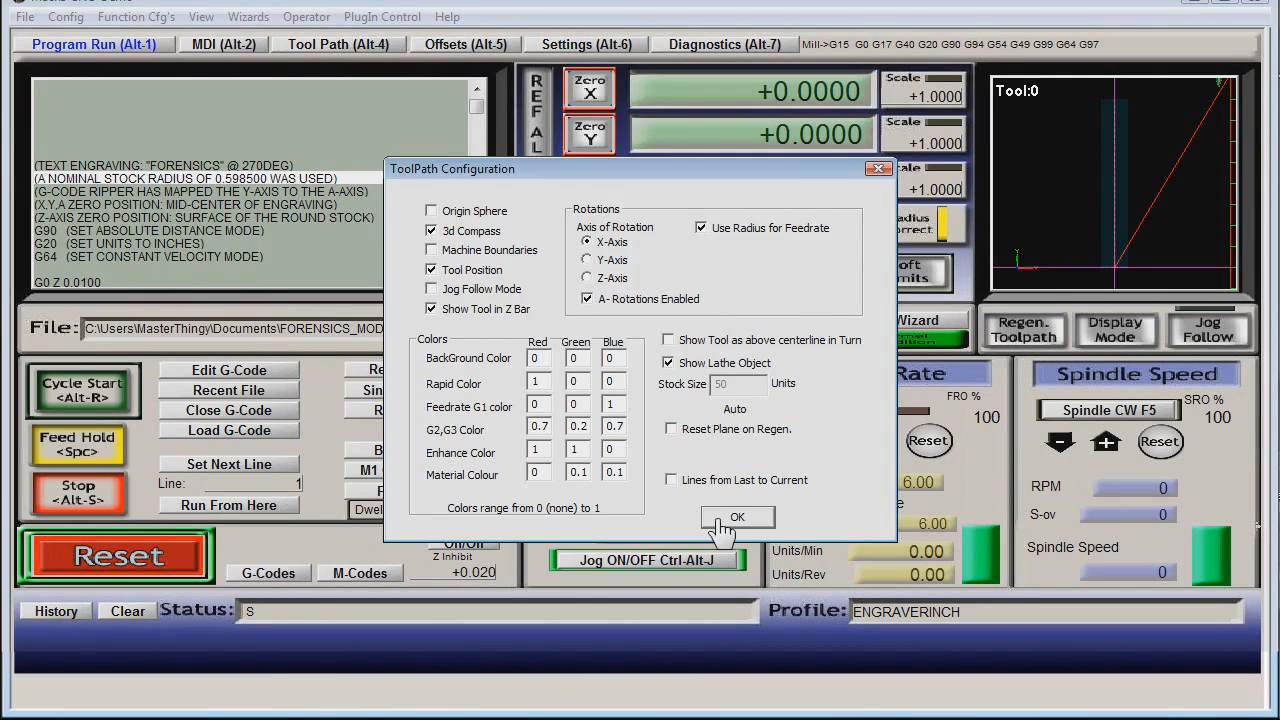 File Config Function Cfg's View Wizards Operator PlugIn Control Help
Program Run (Alt-1) MDI (Alt-2) Tool Path (Alt-4) Offsets (Alt-5) Settings (Alt-6) Diagnostics (Alt-7) Mill->G15 G0 G17 G40 G20 G90 G94 G54 G49 G99 G64 G97
(TEXT ENGRAVING: "FORENSICS" @ 270DEG)
(A NOMINAL STOCK RADIUS OF 0.398500 WAS USED)
(G-CODE RIPPER HAS MAPPED THE Y-AXIS TO THE A-AXIS)
(X,Y,A ZERO POSITION: MID-CENTER OF ENGRAVING)
(Z-AXIS ZERO POSITION: SURFACE OF THE ROUND STOCK)
G90 (SET ABSOLUTE DISTANCE MODE)
G20 (SET UNITS TO INCHES)
G64 (SET CONSTANT VELOCITY MODE)
G0 Z 0.0100
REF AL
Zero X +0.0000 Scale +1.0000
Zero Y +0.0000 Scale +1.0000
+1.0000
Tool:0
ToolPath Configuration
Origin Sphere
3d Compass
Machine Boundaries
Tool Position
Jog Follow Mode
Show Tool in Z Bar
Rotations
Axis of Rotation
X-Axis
Y-Axis
Z-Axis
A- Rotations Enabled
Use Radius for Feedrate
Colors Red Green Blue
BackGround Color 0 0 0
Rapid Color 1 0 0
Feedrate G1 color 0 0 1
G2,G3 Color 0.7 0.2 0.7
Enhance Color 1 1 0
Material Colour 0 0.1 0.1
Colors range from 0 (none) to 1
Show Tool as above centerline in Turn
Show Lathe Object
Stock Size 50 Units
Auto
Reset Plane on Regen.
Lines from Last to Current
OK
File: C:\Users\MasterThingy\Documents\FORENSICS_MOD
Wizard
Regen. Toolpath
Display Mode
Jog Follow
Cycle Start <Alt-R>
Feed Hold <Spc>
Stop <Alt-S>
Reset
Edit G-Code
Recent File
Close G-Code
Load G-Code
Set Next Line
Line: 1
Run From Here
M1
Dwel
On/Off
Z Inhibit
+0.020
G-Codes M-Codes
Jog ON/OFF Ctrl-Alt-J
Rate
FRO %
100
Reset
6.00
6.00
Units/Min 0.00
Units/Rev 0.00
Spindle Speed
Spindle CW F5
SRO %
100
Reset
RPM 0
S-ov 0
Spindle Speed
0
History Clear Status: S Profile: ENGRAVERINCH